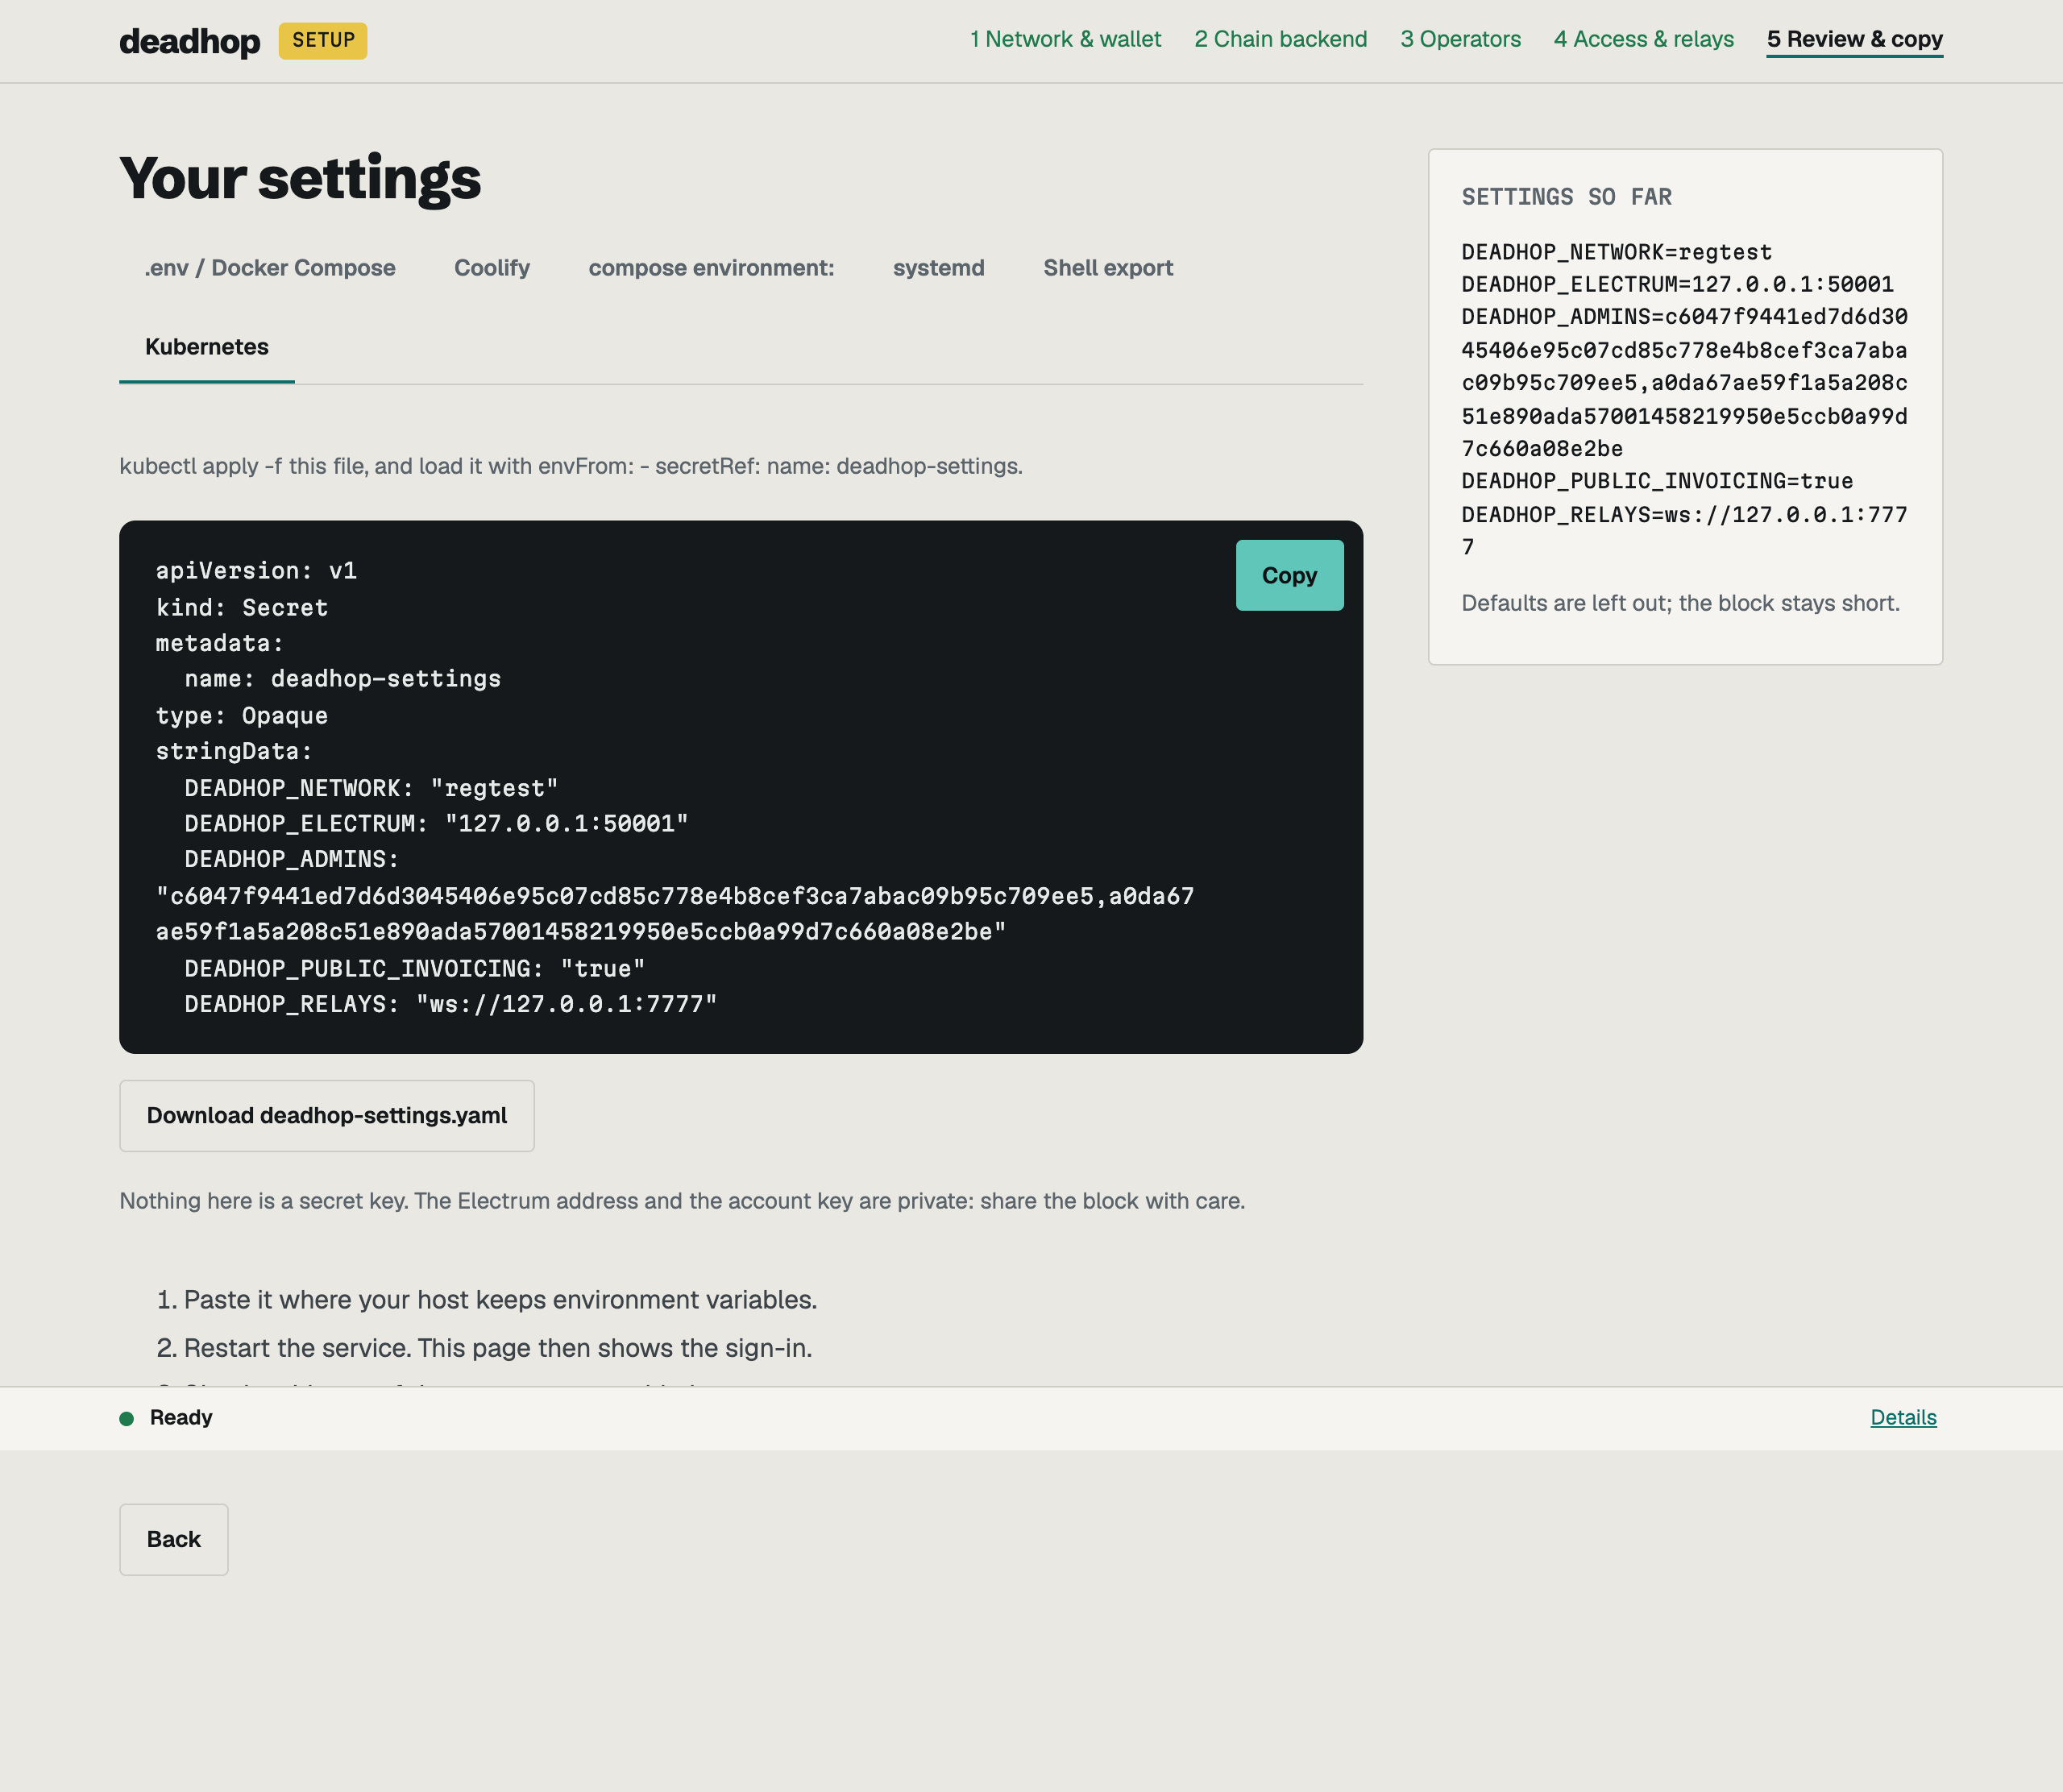 deadhop SETUP
1 Network & wallet 2 Chain backend 3 Operators 4 Access & relays 5 Review & copy
Your settings
.env / Docker Compose Coolify compose environment: systemd Shell export
Kubernetes
kubectl apply -f this file, and load it with envFrom: - secretRef: name: deadhop-settings.
Copy
apiVersion: v1
kind: Secret
metadata:
  name: deadhop-settings
type: Opaque
stringData:
  DEADHOP_NETWORK: "regtest"
  DEADHOP_ELECTRUM: "127.0.0.1:50001"
  DEADHOP_ADMINS:
"c6047f9441ed7d6d3045406e95c07cd85c778e4b8cef3ca7abac09b95c709ee5,a0da67
ae59f1a5a208c51e890ada57001458219950e5ccb0a99d7c660a08e2be"
  DEADHOP_PUBLIC_INVOICING: "true"
  DEADHOP_RELAYS: "ws://127.0.0.1:7777"
Download deadhop-settings.yaml
Nothing here is a secret key. The Electrum address and the account key are private: share the block with care.
1. Paste it where your host keeps environment variables.
2. Restart the service. This page then shows the sign-in.
SETTINGS SO FAR
DEADHOP_NETWORK=regtest
DEADHOP_ELECTRUM=127.0.0.1:50001
DEADHOP_ADMINS=c6047f9441ed7d6d30
45406e95c07cd85c778e4b8cef3ca7aba
c09b95c709ee5,a0da67ae59f1a5a208c
51e890ada57001458219950e5ccb0a99d
7c660a08e2be
DEADHOP_PUBLIC_INVOICING=true
DEADHOP_RELAYS=ws://127.0.0.1:777
7
Defaults are left out; the block stays short.
Ready Details
Back